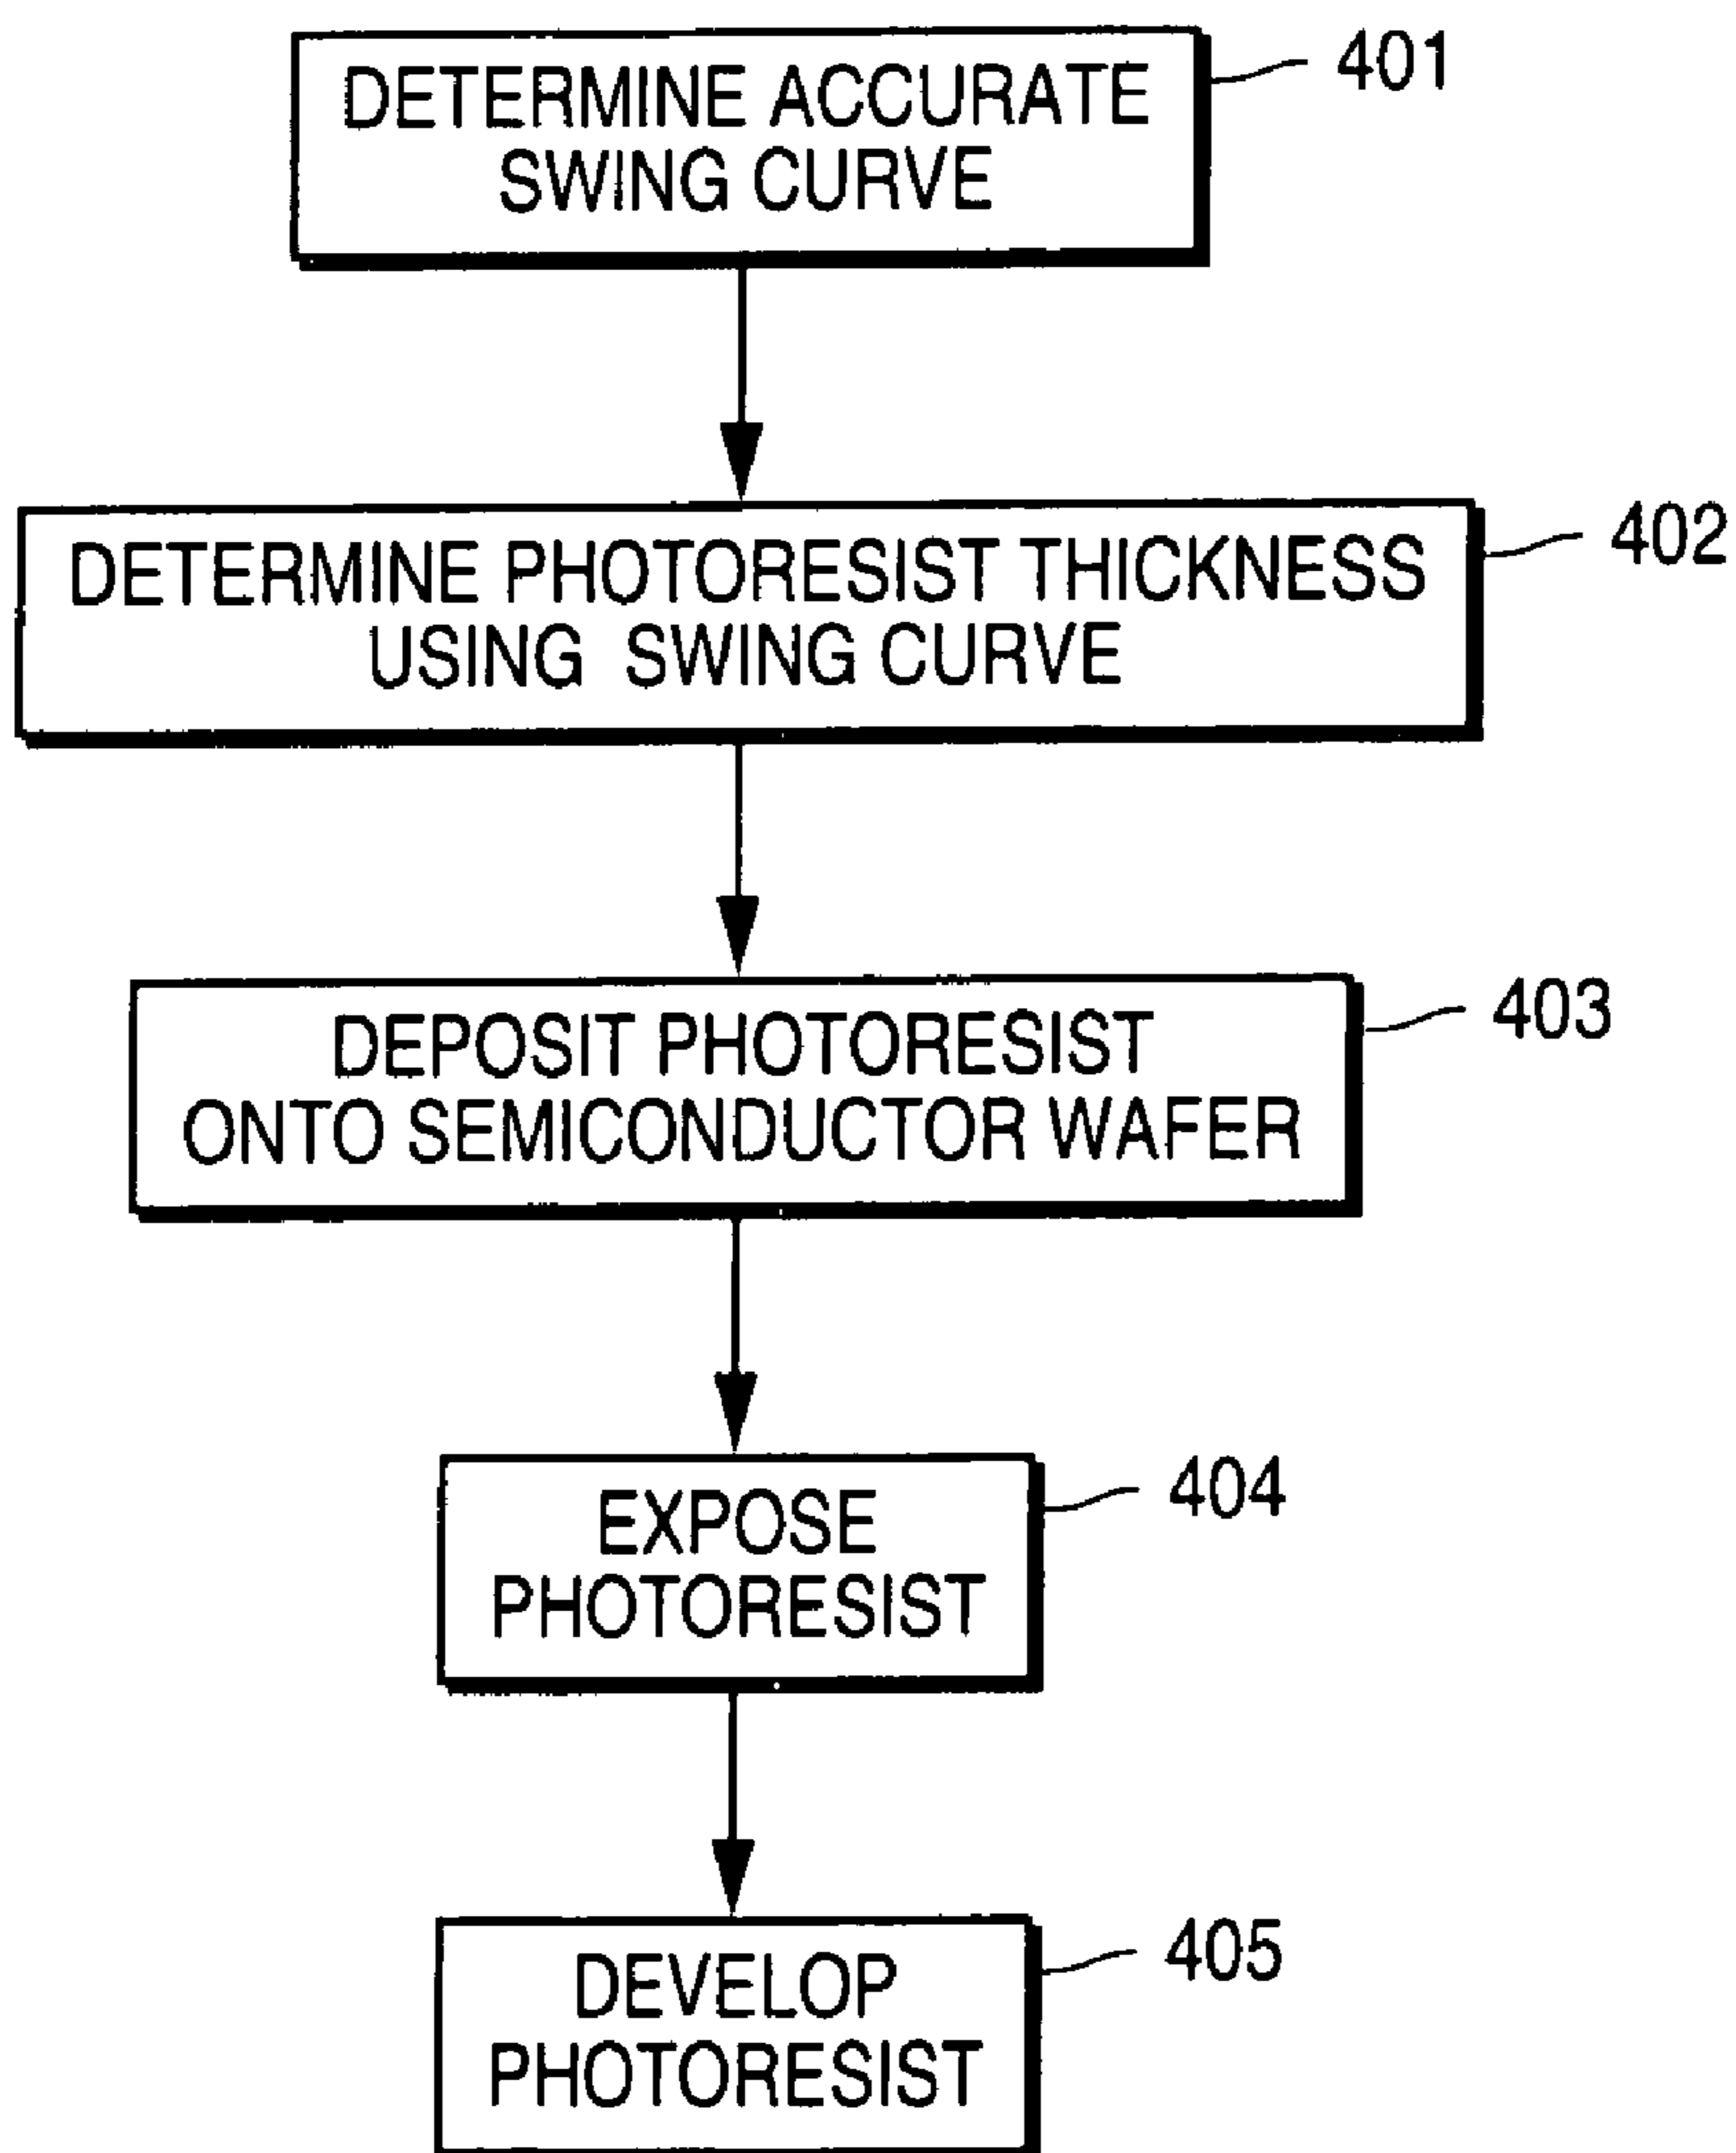 DETERMINE ACCURATE
SWING CURVE
401
DETERMINE PHOTORESIST THICKNESS
USING SWING CURVE
402
DEPOSIT PHOTORESIST
ONTO SEMICONDUCTOR WAFER
403
EXPOSE
PHOTORESIST
404
DEVELOP
PHOTORESIST
405